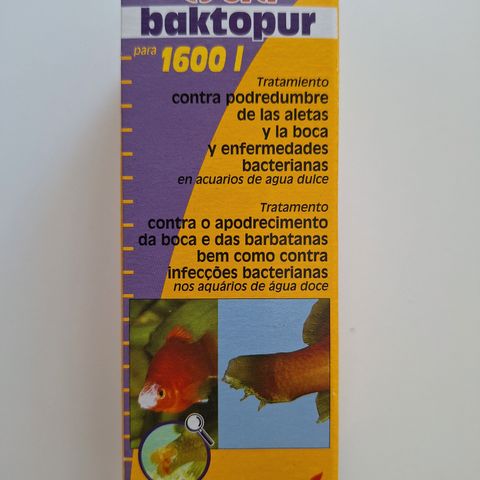 baktopur
para 1600 l
Tratamiento
contra podredumbre
de las aletas
y la boca
y enfermedades
bacterianas
en acuarios de agua dulce
Tratamento
contra o apodrecimento
da boca e das barbatanas
bem como contra
infecções bacterianas
nos aquários de água doce